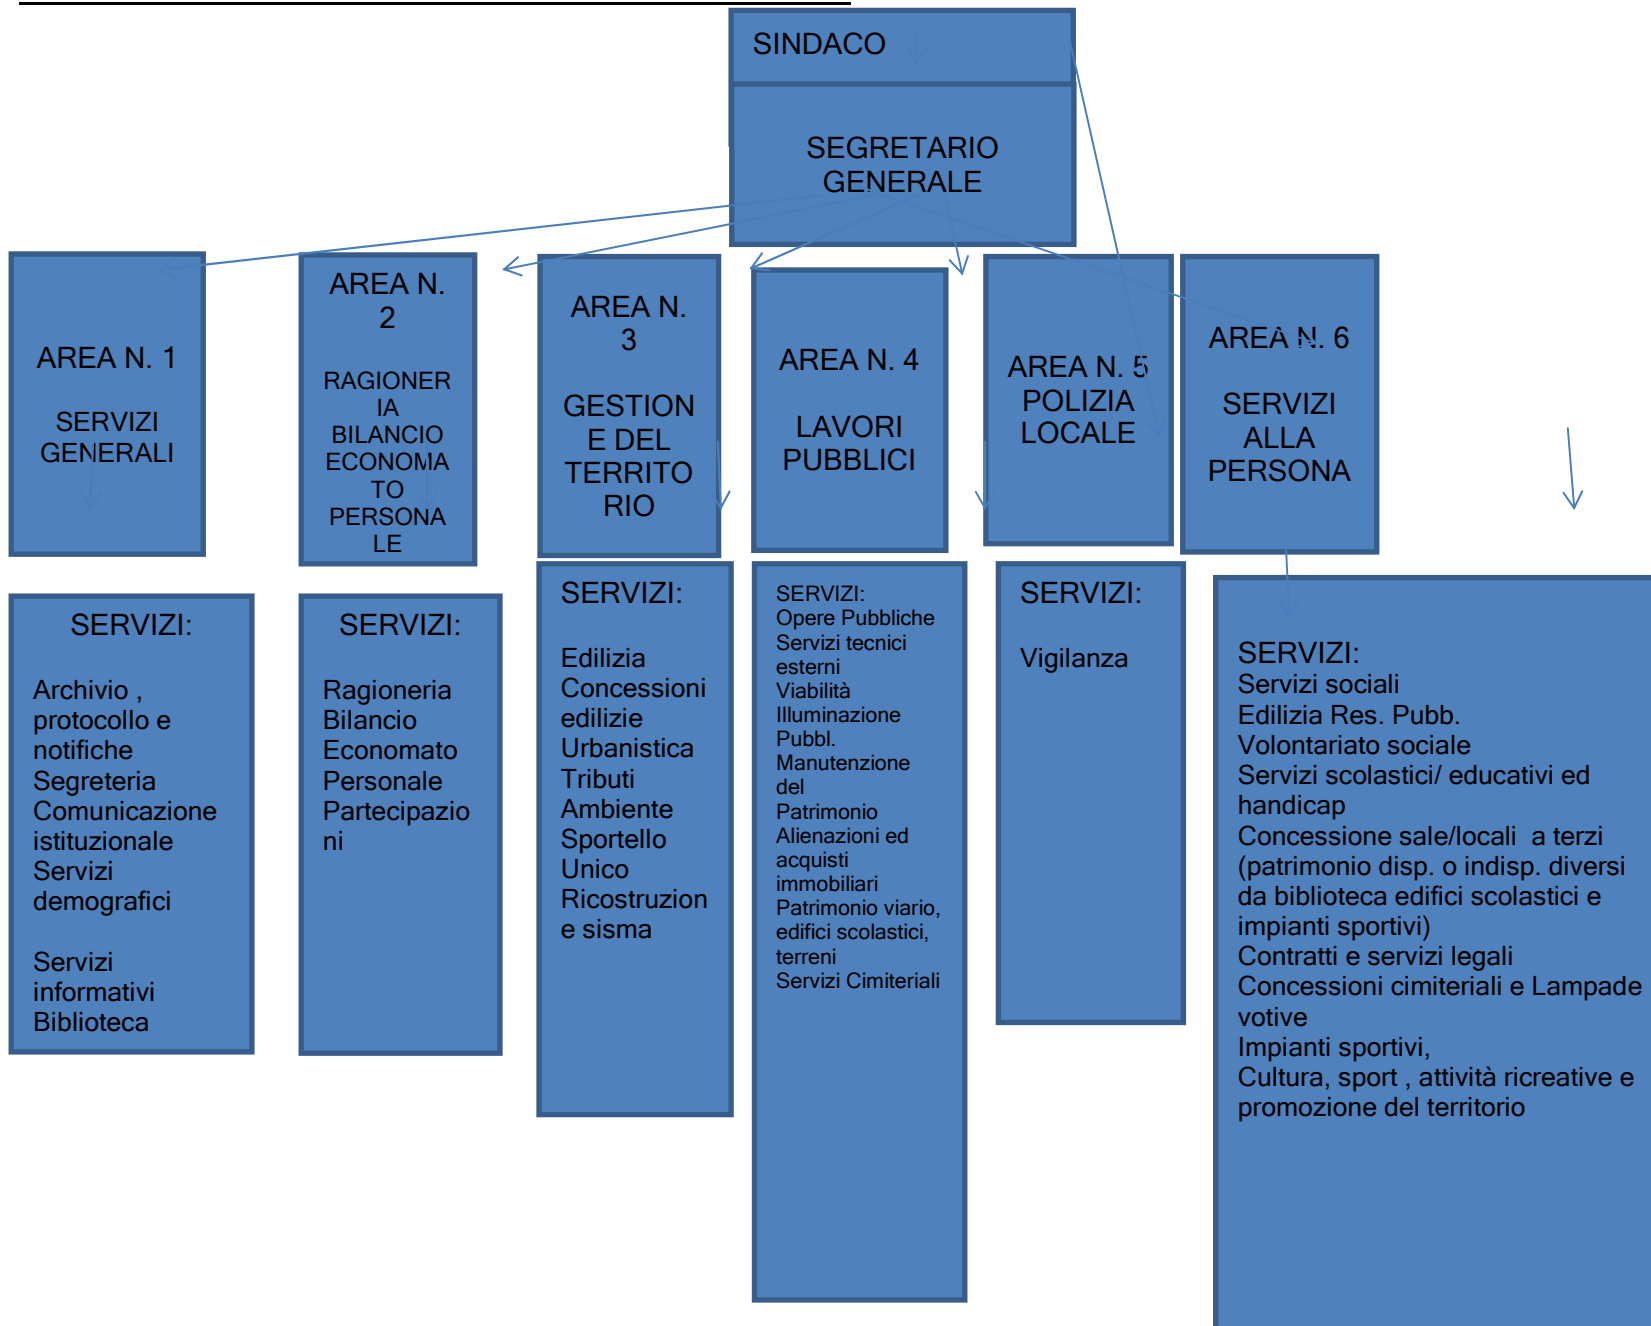 SINDACO
SEGRETARIO
GENERALE
AREA N. 1
SERVIZI
GENERALI
AREA N.
2
RAGIONER
IA
BILANCIO
ECONOMA
TO
PERSONA
LE
AREA N.
3
GESTION
E DEL
TERRITO
RIO
AREA N. 4
LAVORI
PUBBLICI
AREA N. 5
POLIZIA
LOCALE
AREA N. 6
SERVIZI
ALLA
PERSONA
SERVIZI:
Archivio ,
protocollo e
notifiche
Segreteria
Comunicazione
istituzionale
Servizi
demografici
Servizi
informativi
Biblioteca
SERVIZI:
Ragioneria
Bilancio
Economato
Personale
Partecipazio
ni
SERVIZI:
Edilizia
Concessioni
edilizie
Urbanistica
Tributi
Ambiente
Sportello
Unico
Ricostruzion
e sisma
SERVIZI:
Opere Pubbliche
Servizi tecnici
esterni
Viabilità
Illuminazione
Pubbl.
Manutenzione
del
Patrimonio
Alienazioni ed
acquisti
immobiliari
Patrimonio viario,
edifici scolastici,
terreni
Servizi Cimiteriali
SERVIZI:
Vigilanza
SERVIZI:
Servizi sociali
Edilizia Res. Pubb.
Volontariato sociale
Servizi scolastici/ educativi ed
handicap
Concessione sale/locali  a terzi
(patrimonio disp. o indisp. diversi
da biblioteca edifici scolastici e
impianti sportivi)
Contratti e servizi legali
Concessioni cimiteriali e Lampade
votive
Impianti sportivi,
Cultura, sport , attività ricreative e
promozione del territorio